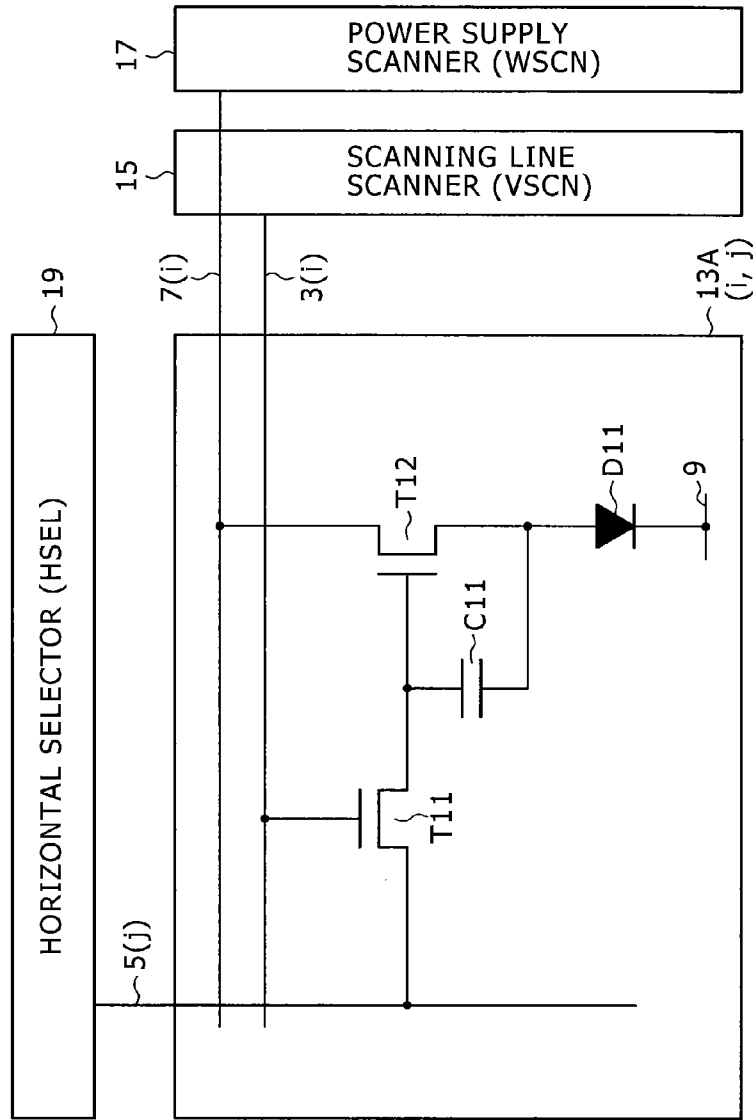 HORIZONTAL SELECTOR (HSEL)
19
5(j)
7(i)
3(i)
15
17
SCANNING LINE
SCANNER (VSCN)
POWER SUPPLY
SCANNER (WSCN)
T11
T12
C11
D11
9
13A
(i, j)